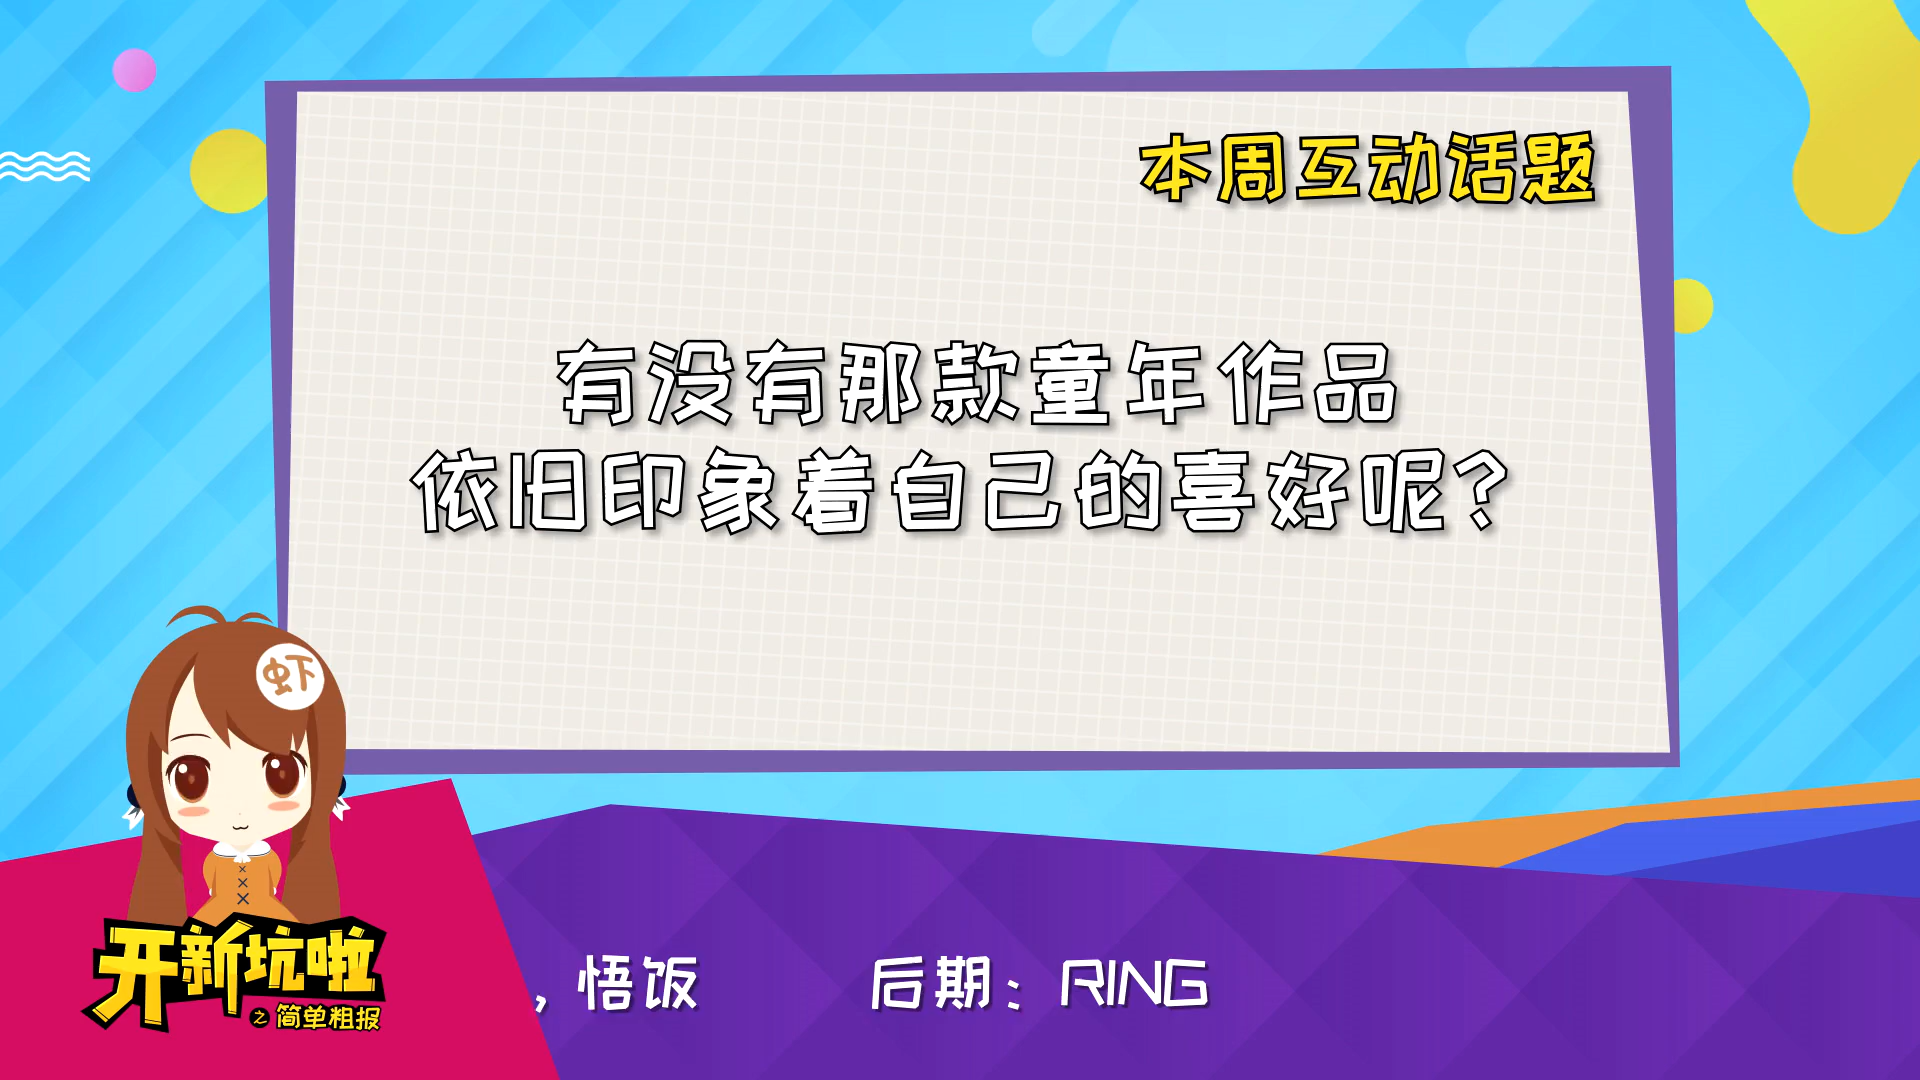 本周互动话题
有没有那款童年作品
依旧印象着自己的喜好呢？
虾
开新坑啦
之简单粗报
，悟饭 后期：RING